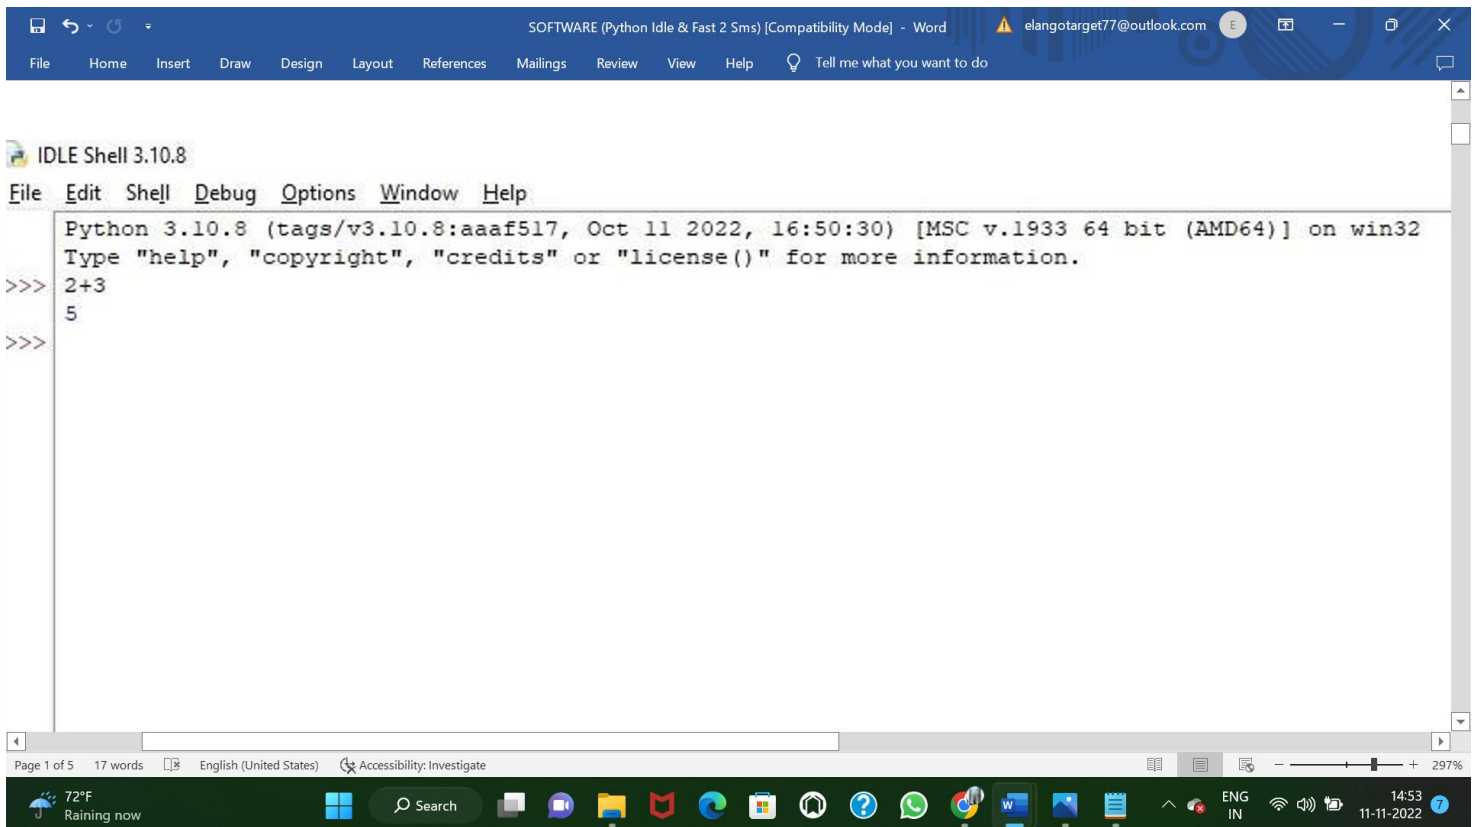 SOFTWARE (Python Idle & Fast 2 Sms) [Compatibility Mode] - Word elangotarget77@outlook.com E
File Home Insert Draw Design Layout References Mailings Review View Help Tell me what you want to do
IDLE Shell 3.10.8
File Edit Shell Debug Options Window Help
Python 3.10.8 (tags/v3.10.8:aaaf517, Oct 11 2022, 16:50:30) [MSC v.1933 64 bit (AMD64)] on win32
Type "help", "copyright", "credits" or "license()" for more information.
>>> 2+3
5
>>>
Page 1 of 5 17 words English (United States) Accessibility: Investigate 297%
72°F
Raining now
Search
ENG
IN
14:53
11-11-2022
7